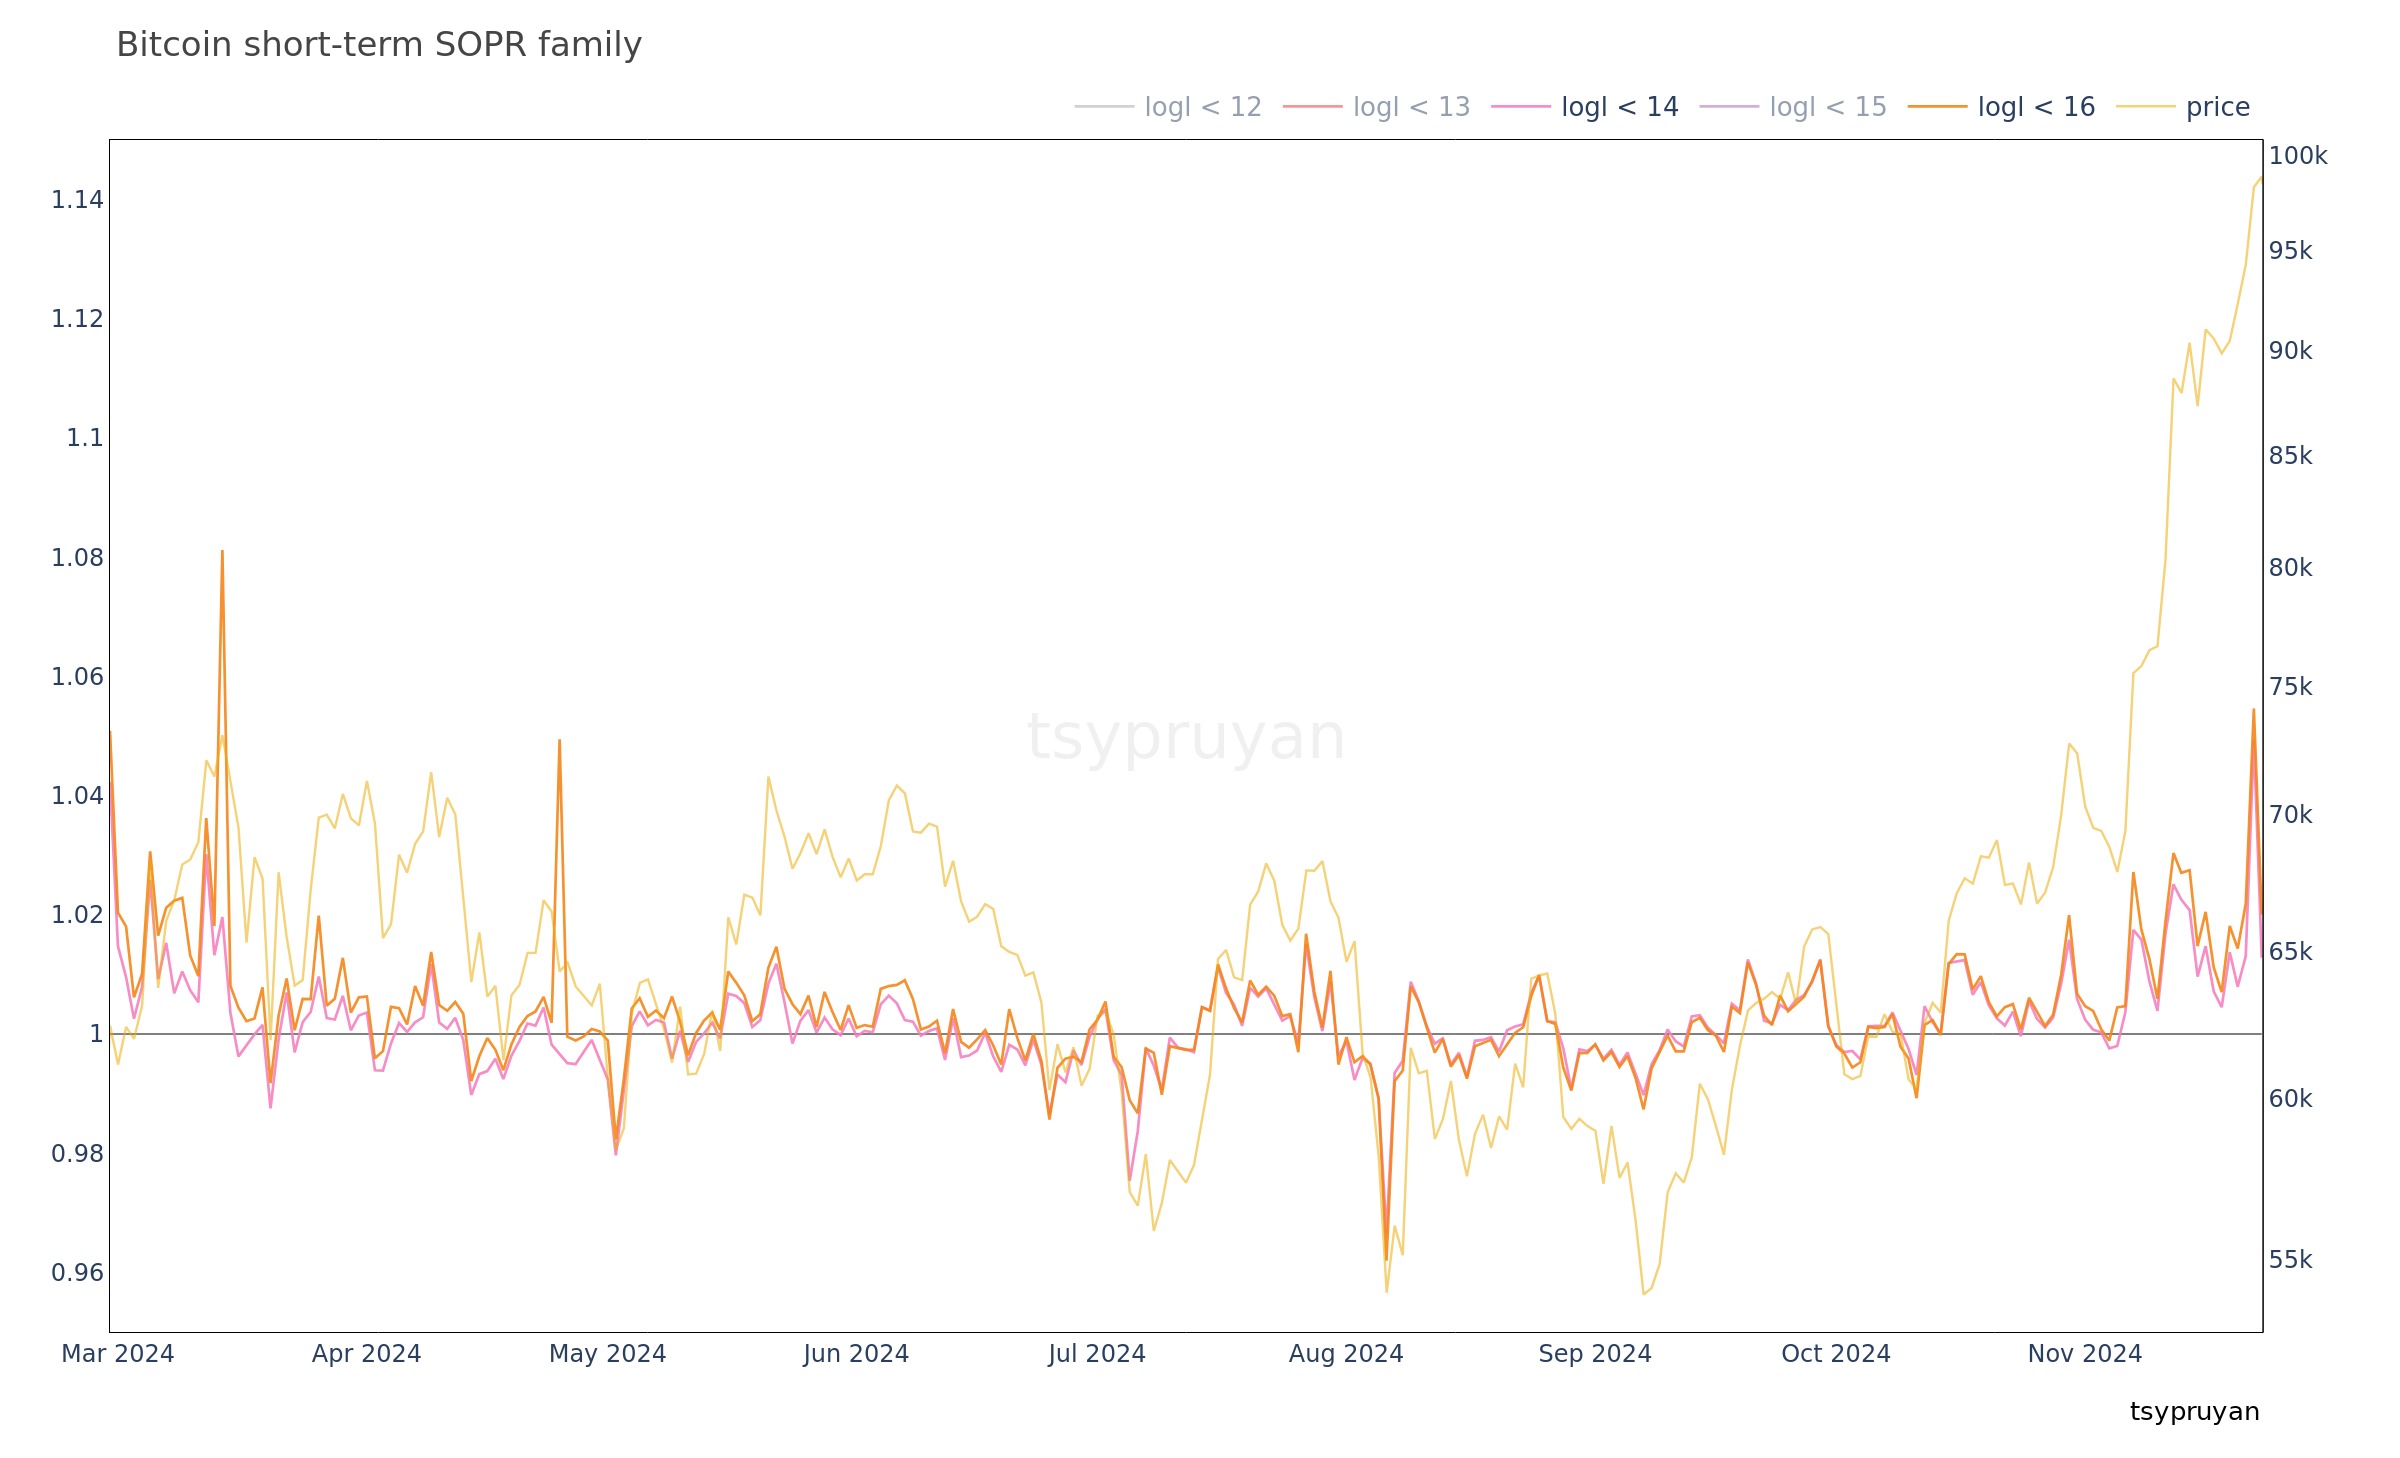 Bitcoin short-term SOPR family
logl < 12 logl < 13 logl < 14 logl < 15 logl < 16 price
1.14
1.12
1.1
1.08
1.06
1.04
1.02
1
0.98
0.96
100k
95k
90k
85k
80k
75k
70k
65k
60k
55k
tsypruyan
Mar 2024 Apr 2024 May 2024 Jun 2024 Jul 2024 Aug 2024 Sep 2024 Oct 2024 Nov 2024
tsypruyan